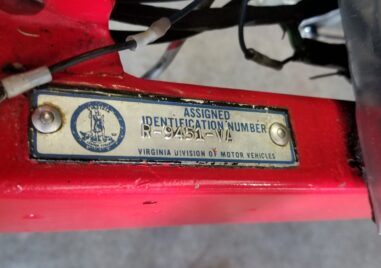 ASSIGNED
IDENTIFICATION NUMBER
R-9451-VA
VIRGINIA DIVISION OF MOTOR VEHICLES